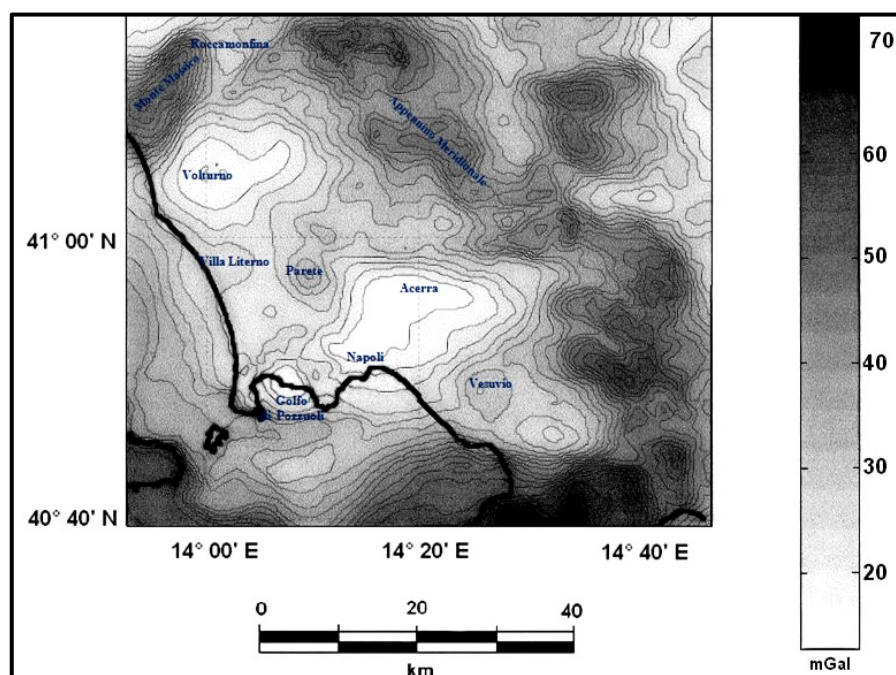 Roccamonfina
Monte Massico
Appennino Meridionale
Volturno
41° 00' N
Villa Literno
Parete
Acerra
Napoli
Vesuvio
Golfo
di Pozzuoli
40° 40' N
14° 00' E
14° 20' E
14° 40' E
0
20
40
km
70
60
50
40
30
20
mGal